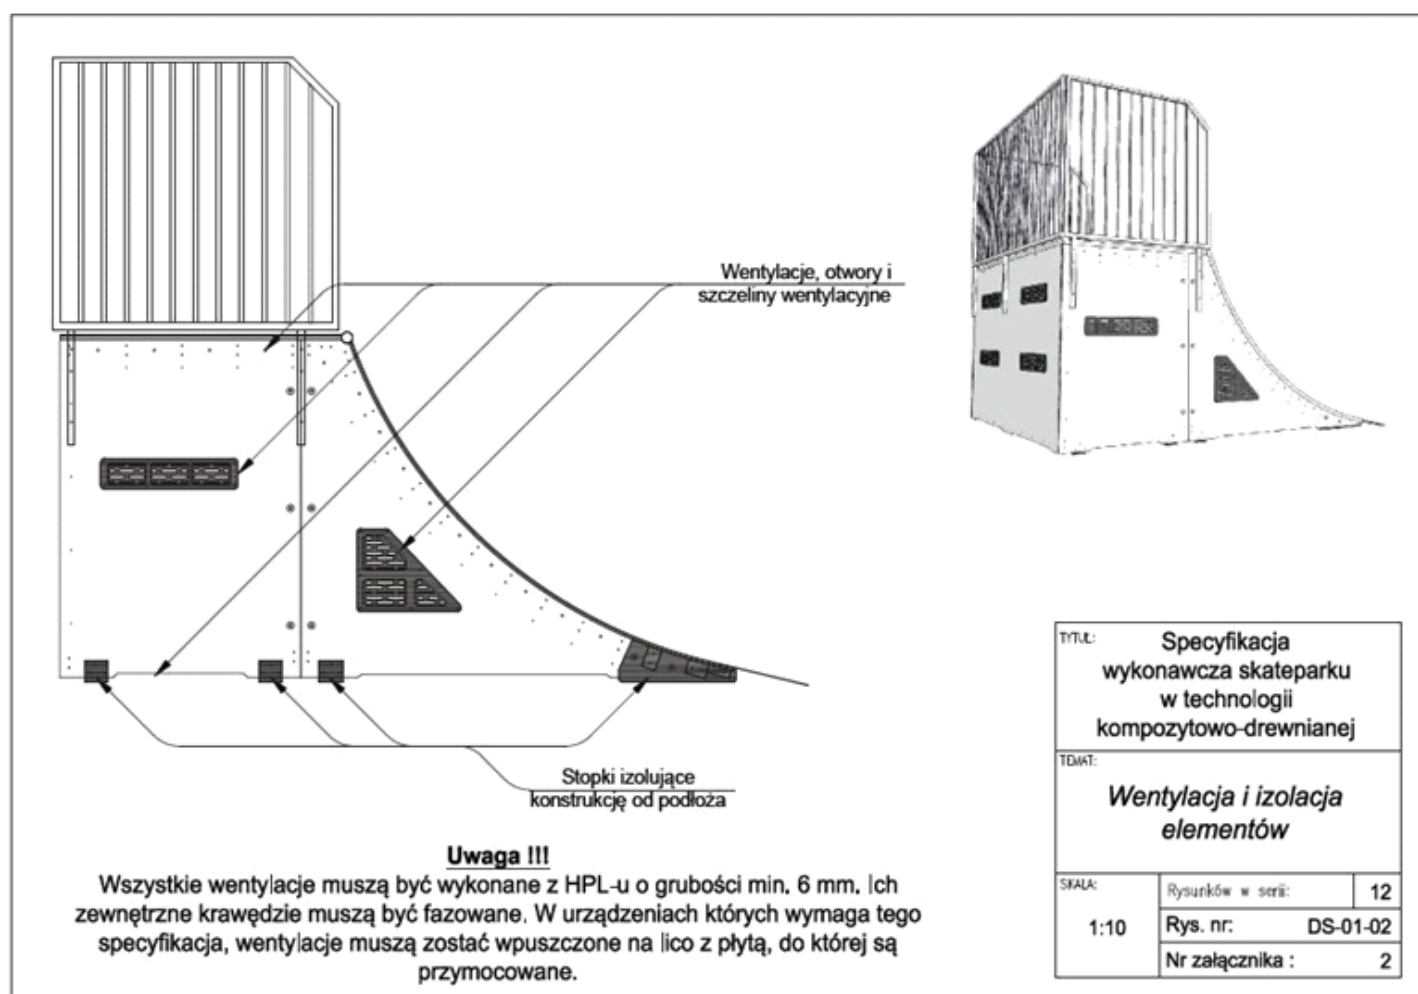 Wentylacje, otwory i
szczeliny wentylacyjne
Stopki izolujące
konstrukcję od podłoża
Uwaga !!!
Wszystkie wentylacje muszą być wykonane z HPL-u o grubości min. 6 mm. Ich
zewnętrzne krawędzie muszą być fazowane. W urządzeniach których wymaga tego
specyfikacja, wentylacje muszą zostać wpuszczone na lico z płytą, do której są
przymocowane.
TYTUŁ:
Specyfikacja
wykonawcza skateparku
w technologii
kompozytowo-drewnianej
TEMAT:
Wentylacja i izolacja
elementów
SKALA:
1:10
Rysunków w serii: 12
Rys. nr: DS-01-02
Nr załącznika : 2